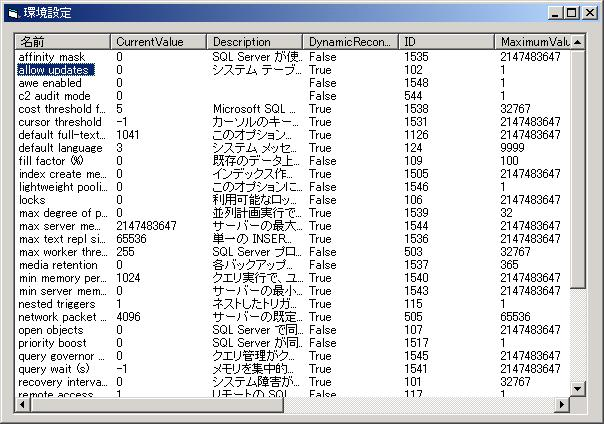 環境設定
名前 CurrentValue Description DynamicRecon... ID MaximumValu
affinity mask 0 SQL Server が使... False 1535 2147483647
allow updates 0 システム テーブ... True 102 1
awe enabled 0 False 1548 1
c2 audit mode 0 False 544 1
cost threshold f... 5 Microsoft SQL ... True 1538 32767
cursor threshold -1 カーソルのキー... True 1531 2147483647
default full-text... 1041 このオプション... True 1126 2147483647
default language 3 システム メッセ... True 124 9999
fill factor (%) 0 既存のデータ上... False 109 100
index create me... 0 インデックス作... True 1505 2147483647
lightweight pooli... 0 このオプションに... False 1546 1
locks 0 利用可能なロッ... False 106 2147483647
max degree of p... 0 並列計画実行で... True 1539 32
max server me... 2147483647 サーバーの最大... True 1544 2147483647
max text repl si... 65536 単一の INSER... True 1536 2147483647
max worker thre... 255 SQL Server プロ... False 503 32767
media retention 0 各バックアップ... False 1537 365
min memory per... 1024 クエリ実行で、ユ... True 1540 2147483647
min server mem... 0 サーバーの最小... True 1543 2147483647
nested triggers 1 ネストしたトリガ... True 115 1
network packet ... 4096 サーバーの既定... True 505 65536
open objects 0 SQL Server で同... False 107 2147483647
priority boost 0 SQL Server が同... False 1517 1
query governor ... 0 クエリ管理がク... True 1545 2147483647
query wait (s) -1 メモリを集中的... True 1541 2147483647
recovery interva... 0 システム障害が... True 101 32767
remote access 1 リモートの SQL ... False 117 1